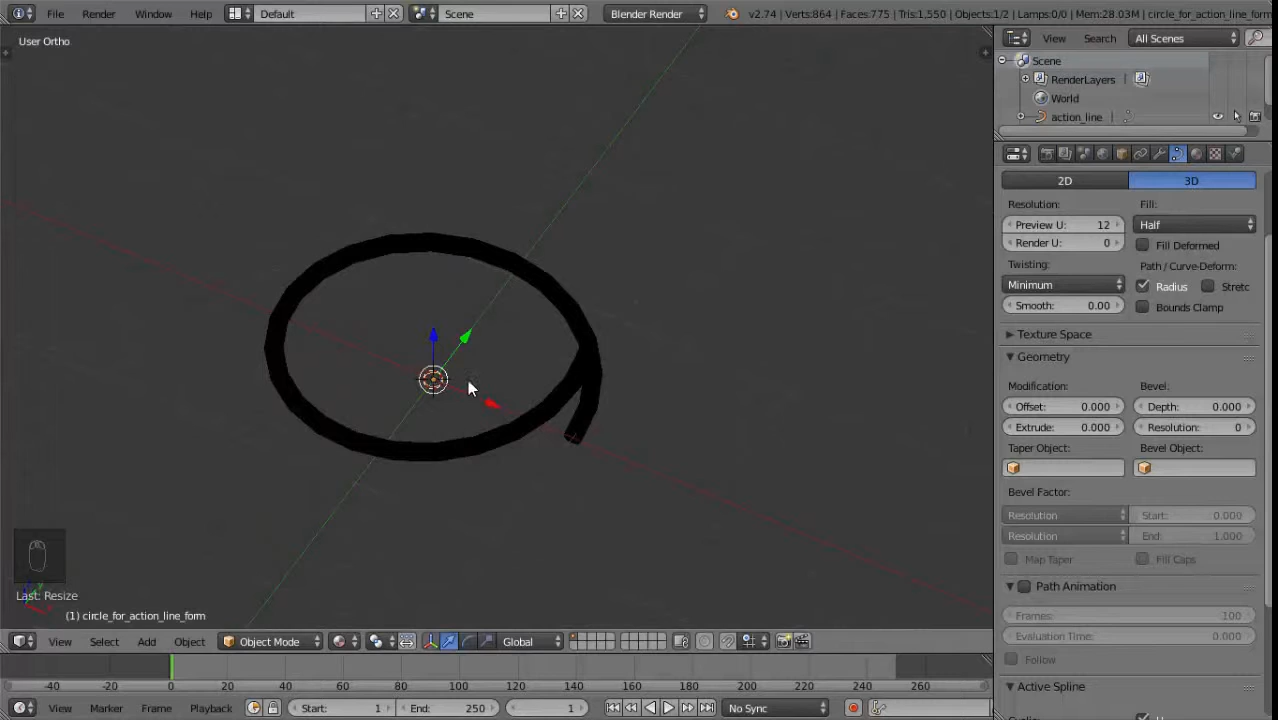 File Render Window Help Default Scene Blender Render v2.74 | Verts:864 | Faces:775 | Tris:1,550 | Objects:1/2 | Lamps:0/0 | Mem:28.03M | circle_for_action_line_form
User Ortho
View Search All Scenes
Scene
RenderLayers
World
action_line
2D 3D
Resolution: Fill:
Preview U: 12 Half
Render U: 0 Fill Deformed
Twisting: Path / Curve-Deform:
Minimum Radius Stretc
Smooth: 0.00 Bounds Clamp
Texture Space
Geometry
Modification: Bevel:
Offset: 0.000 Depth: 0.000
Extrude: 0.000 Resolution: 0
Taper Object: Bevel Object:
Bevel Factor:
Resolution Start: 0.000
Resolution End: 1.000
Map Taper Fill Caps
Path Animation
Frames: 100
Evaluation Time: 0.000
Follow
Active Spline
Last: Resize
(1) circle_for_action_line_form
View Select Add Object Object Mode Global
-40 -20 0 20 40 60 80 100 120 140 160 180 200 220 240 260
View Marker Frame Playback Start: 1 End: 250 1 No Sync